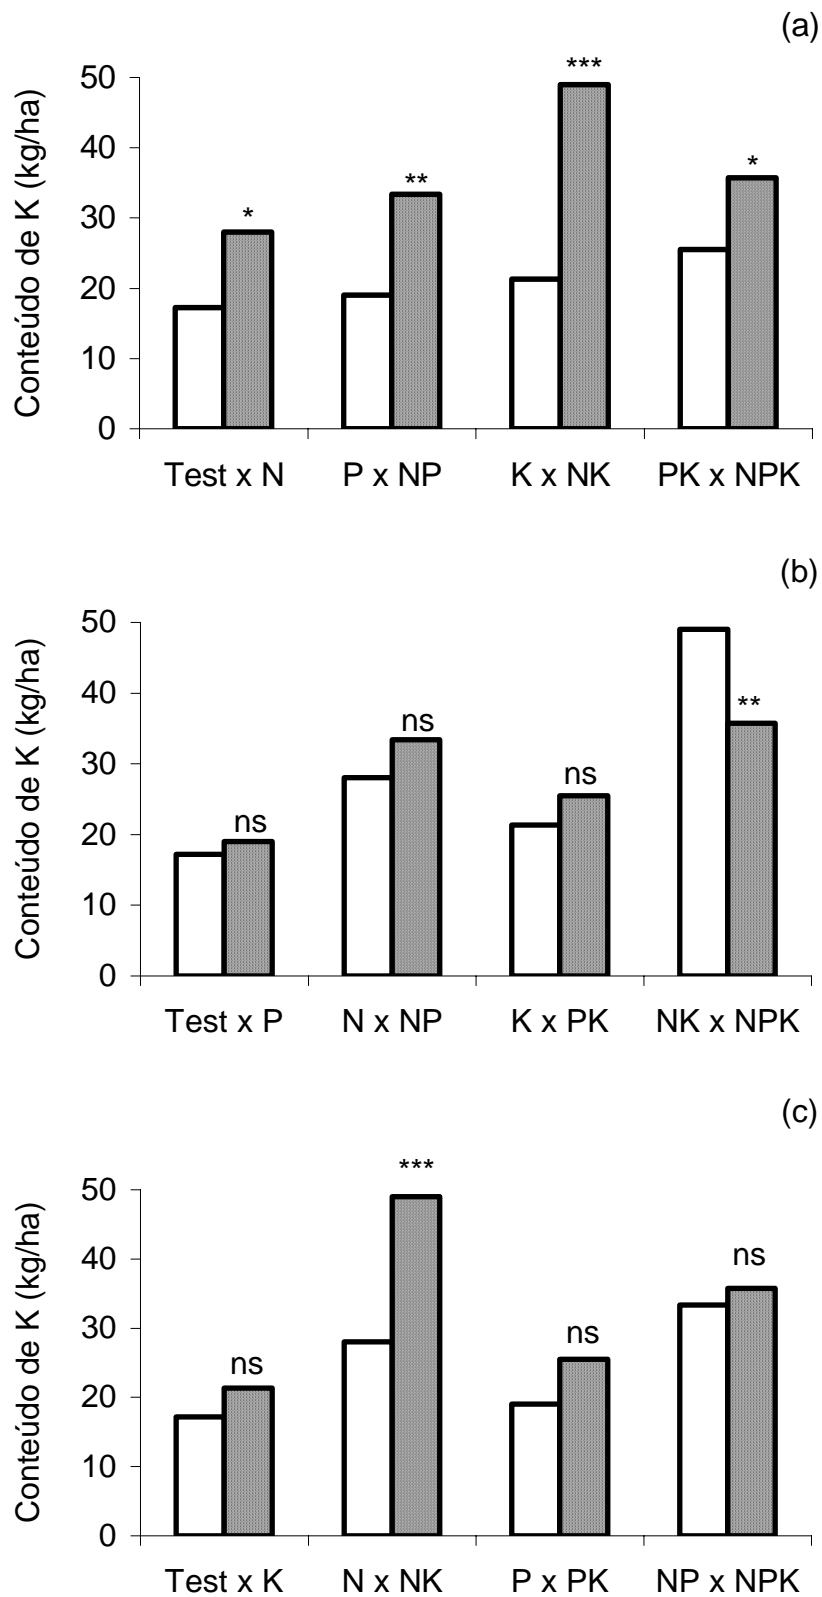 (a)
Conteúdo de K (kg/ha)
50
40
30
20
10
0
*
**
***
*
Test x N
P x NP
K x NK
PK x NPK
(b)
Conteúdo de K (kg/ha)
50
40
30
20
10
0
ns
ns
ns
**
Test x P
N x NP
K x PK
NK x NPK
(c)
Conteúdo de K (kg/ha)
50
40
30
20
10
0
ns
***
ns
ns
Test x K
N x NK
P x PK
NP x NPK